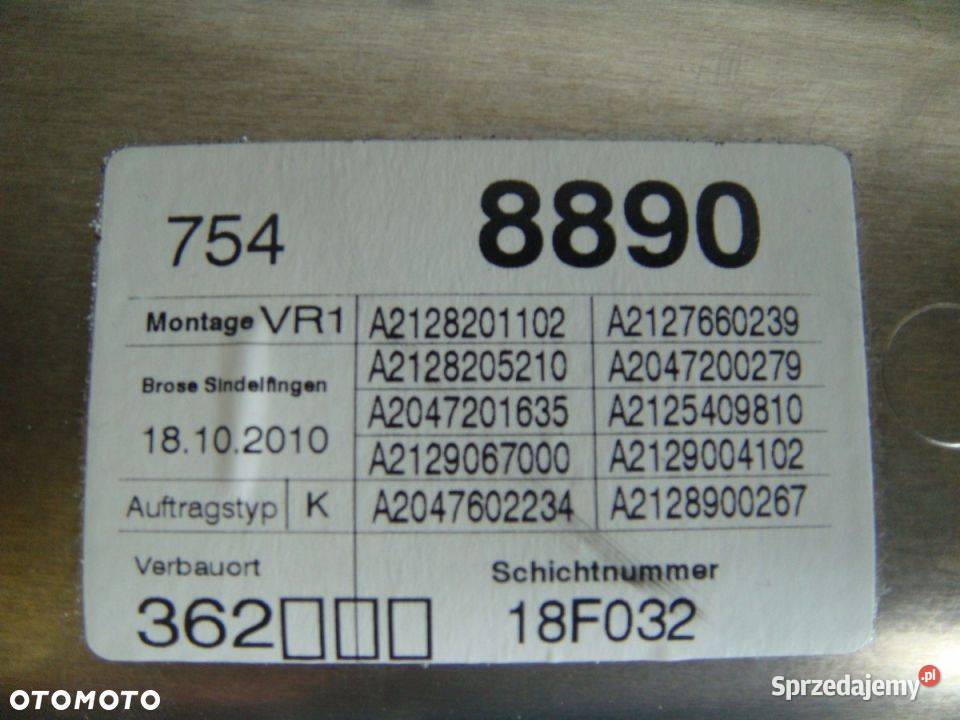 754 8890
Montage VR1 A2128201102 A2127660239
A2128205210 A2047200279
Brose Sindelfingen
A2047201635 A2125409810
18.10.2010
A2129067000 A2129004102
Auftragstyp K A2047602234 A2128900267
Verbauort Schichtnummer
362□□□ 18F032
OTOMOTO Sprzedajemy.pl